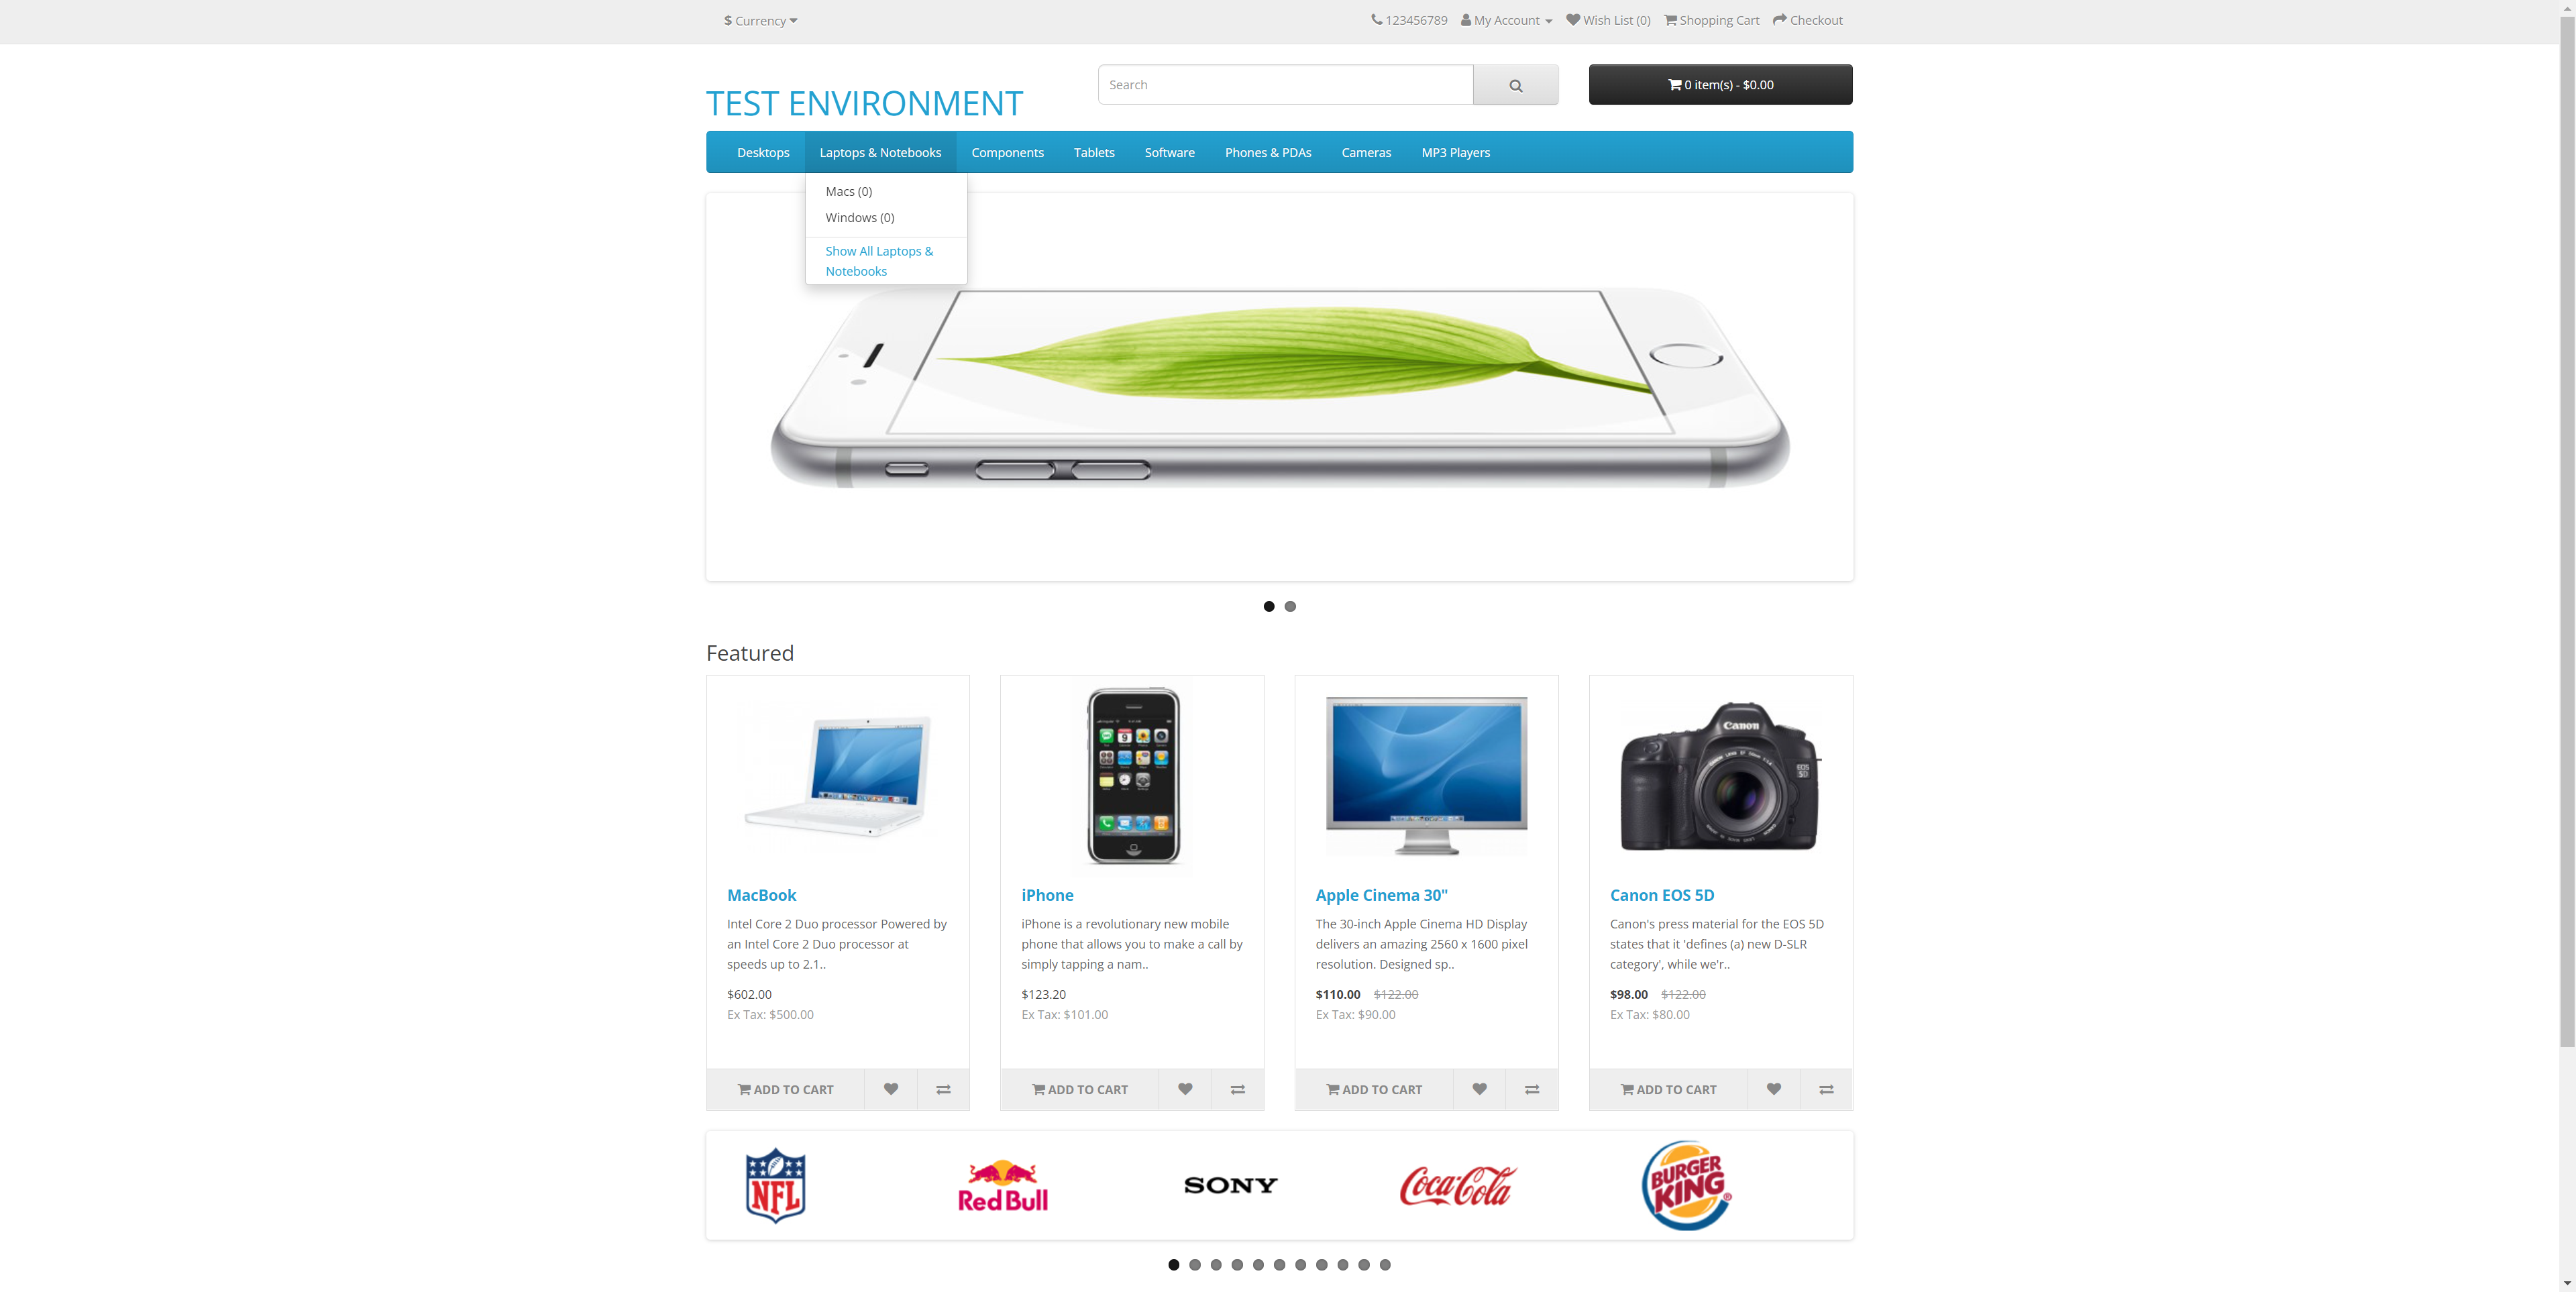 $ Currency
123456789 My Account Wish List (0) Shopping Cart Checkout
TEST ENVIRONMENT
Search
0 item(s) - $0.00
Desktops Laptops & Notebooks Components Tablets Software Phones & PDAs Cameras MP3 Players
Macs (0)
Windows (0)
Show All Laptops &
Notebooks
Featured
Canon
EOS
5D
MacBook
Intel Core 2 Duo processor Powered by
an Intel Core 2 Duo processor at
speeds up to 2.1..
$602.00
Ex Tax: $500.00
ADD TO CART
iPhone
iPhone is a revolutionary new mobile
phone that allows you to make a call by
simply tapping a nam..
$123.20
Ex Tax: $101.00
ADD TO CART
Apple Cinema 30"
The 30-inch Apple Cinema HD Display
delivers an amazing 2560 x 1600 pixel
resolution. Designed sp..
$110.00 $122.00
Ex Tax: $90.00
ADD TO CART
Canon EOS 5D
Canon's press material for the EOS 5D
states that it 'defines (a) new D-SLR
category', while we'r..
$98.00 $122.00
Ex Tax: $80.00
ADD TO CART
NFL
Red Bull
SONY
Coca-Cola
BURGER
KING®